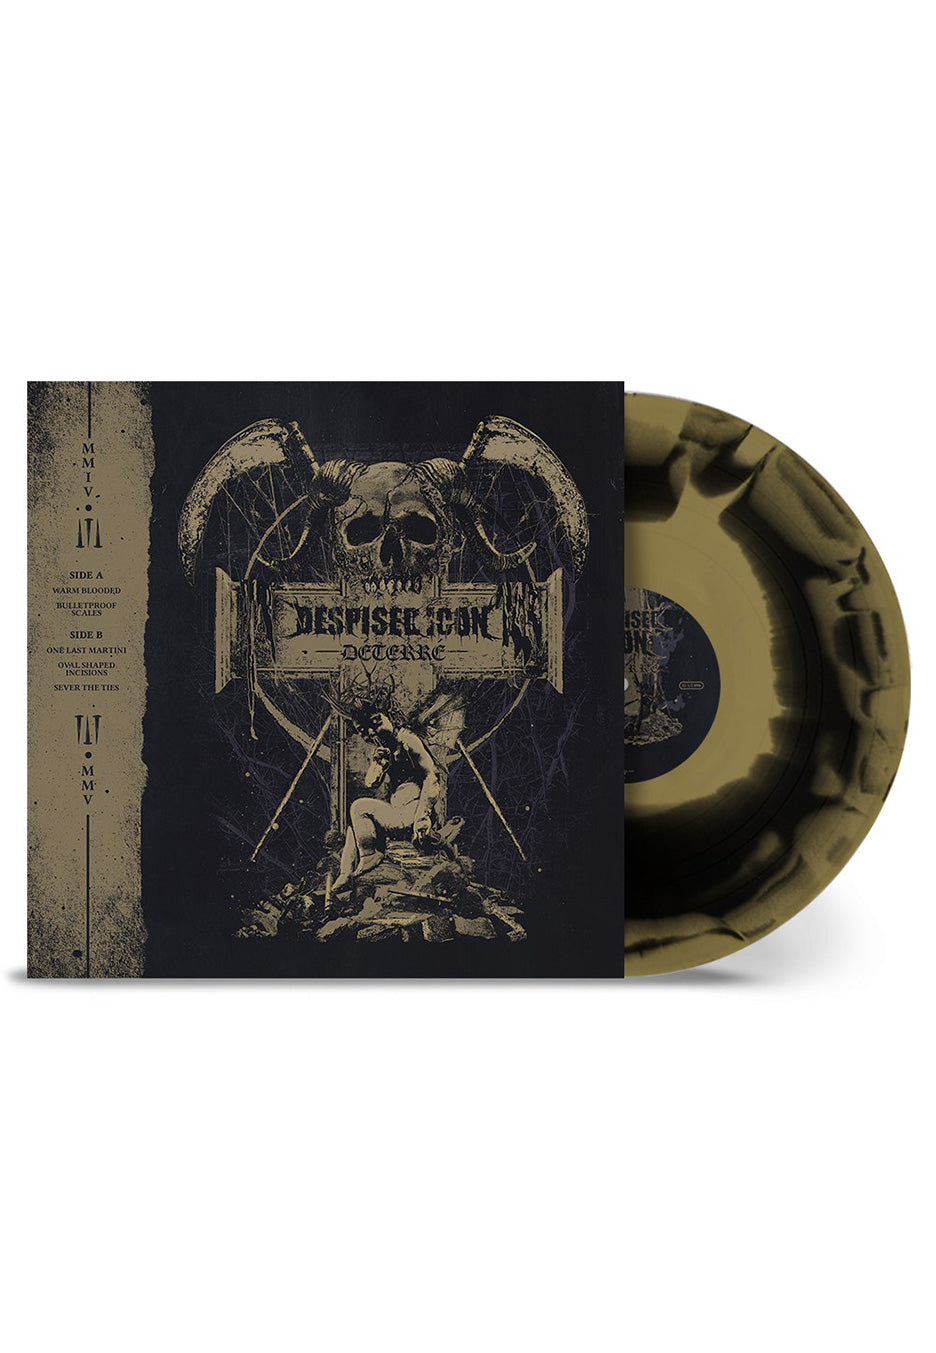 MMIV
SIDE A
WARM BLOODED
BULLETPROOF
SCALES
SIDE B
ONE LAST MARTINI
OVAL SHAPED
INCISIONS
SEVER THE TIES
MMV
DESPISED ICON
DÉTERRÉ